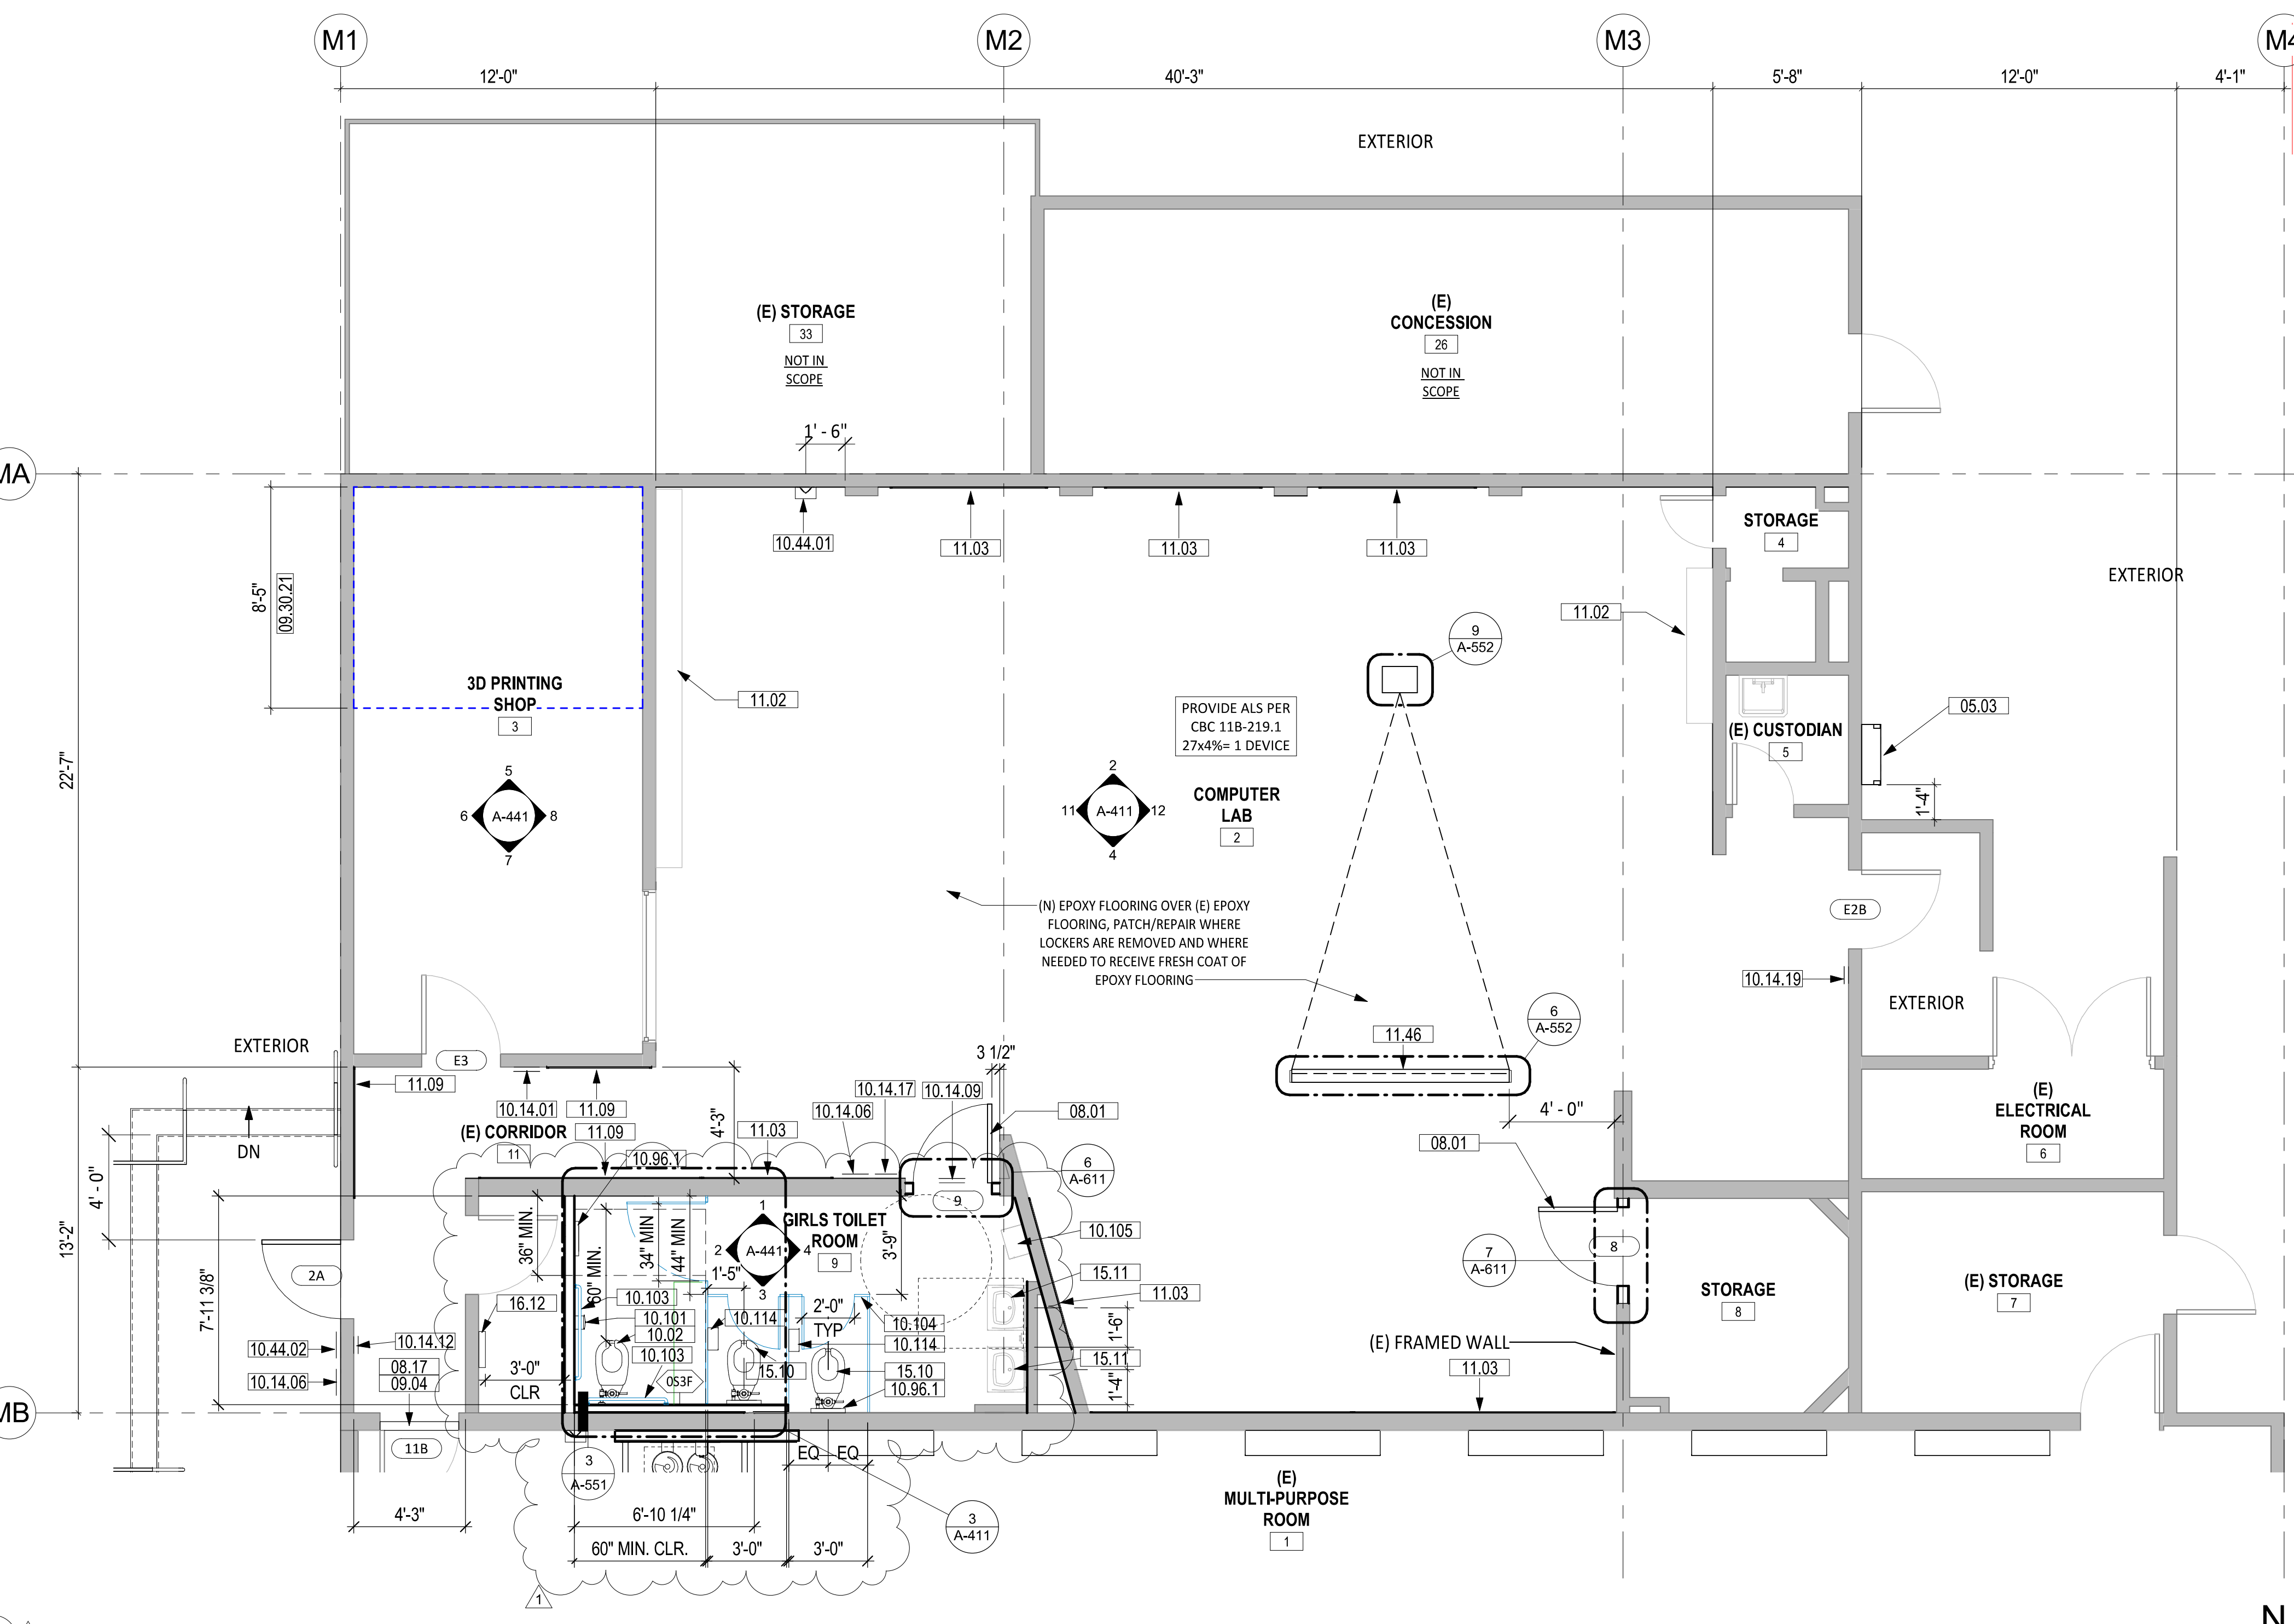 M1
M2
M3
M4
12'-0"
40'-3"
5'-8"
12'-0"
4'-1"
EXTERIOR
(E) STORAGE
33
NOT IN
SCOPE
(E)
CONCESSION
26
NOT IN
SCOPE
1' - 6"
MA
10.44.01
11.03
11.03
11.03
STORAGE
4
EXTERIOR
8'-5"
09.30.21
11.02
9
A-552
3D PRINTING
SHOP
3
11.02
PROVIDE ALS PER
CBC 11B-219.1
27x4%= 1 DEVICE
(E) CUSTODIAN
5
05.03
22'-7"
5
6
A-441
8
7
2
11
A-411
12
4
COMPUTER
LAB
2
1'-4"
(N) EPOXY FLOORING OVER (E) EPOXY
FLOORING, PATCH/REPAIR WHERE
LOCKERS ARE REMOVED AND WHERE
NEEDED TO RECEIVE FRESH COAT OF
EPOXY FLOORING
E2B
10.14.19
EXTERIOR
EXTERIOR
E3
6
A-552
11.46
3 1/2"
11.09
10.14.01
11.09
10.14.17
10.14.09
10.14.06
08.01
4'-3"
4' - 0"
(E)
ELECTRICAL
ROOM
6
(E) CORRIDOR
11
11.09
11.03
08.01
DN
10.96.1
6
A-611
4' - 0"
13'-2"
7'-11 3/8"
36" MIN.
60" MIN.
34" MIN
44" MIN
1
2
A-441
4
3
GIRLS TOILET
ROOM
9
9
3'-9"
10.105
1'-5"
8
7
A-611
2A
15.11
11.03
STORAGE
8
(E) STORAGE
7
16.12
10.103
10.101
10.02
10.103
10.114
2'-0"
TYP
10.104
10.114
1'-6"
(E) FRAMED WALL
11.03
10.44.02
10.14.12
08.17
09.04
10.14.06
3'-0"
CLR
0S3F
15.10
15.10
10.96.1
15.11
1'-4"
MB
11B
3
A-551
EQ
EQ
(E)
MULTI-PURPOSE
ROOM
1
4'-3"
6'-10 1/4"
3
A-411
60" MIN. CLR.
3'-0"
3'-0"
1
N